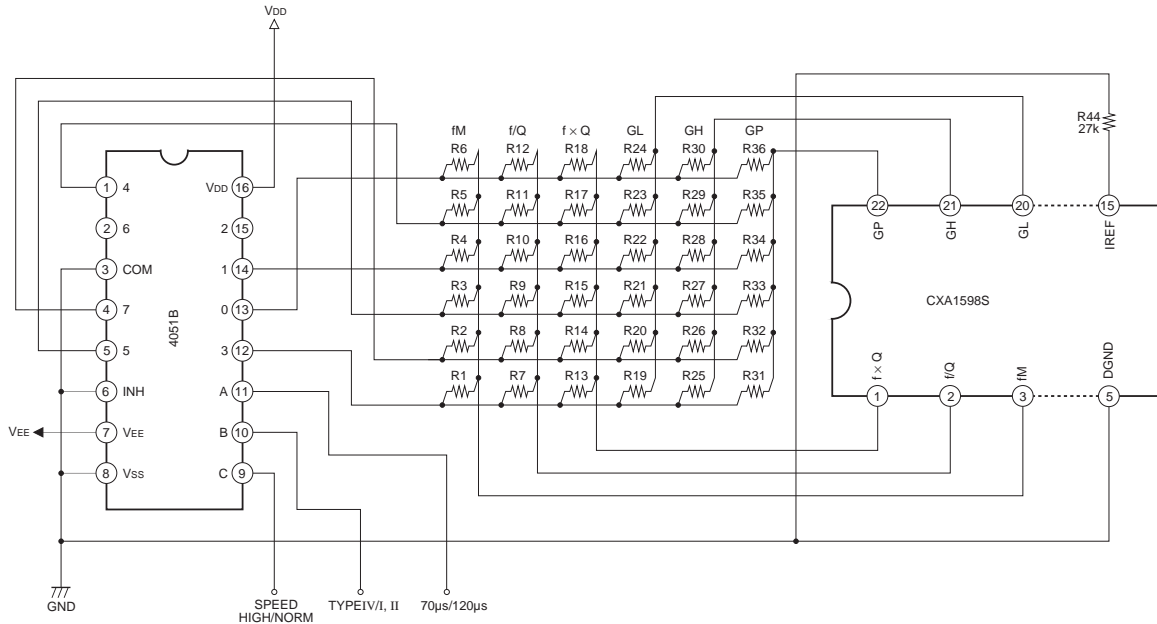 VDD
fM f/Q f × Q GL GH GP
R6 R12 R18 R24 R30 R36
R5 R11 R17 R23 R29 R35
R4 R10 R16 R22 R28 R34
R3 R9 R15 R21 R27 R33
R2 R8 R14 R20 R26 R32
R1 R7 R13 R19 R25 R31
R44
27k
1 4 VDD 16
2 6 2 15
3 COM 1 14
4 7 0 13
5 5 3 12
6 INH A 11
VEE 7 VEE B 10
8 VSS C 9
4051B
22 21 20 15
GP GH GL IREF
CXA1598S
f × Q f/Q fM DGND
1 2 3 5
GND
SPEED
HIGH/NORM
TYPEIV/I, II
70µs/120µs